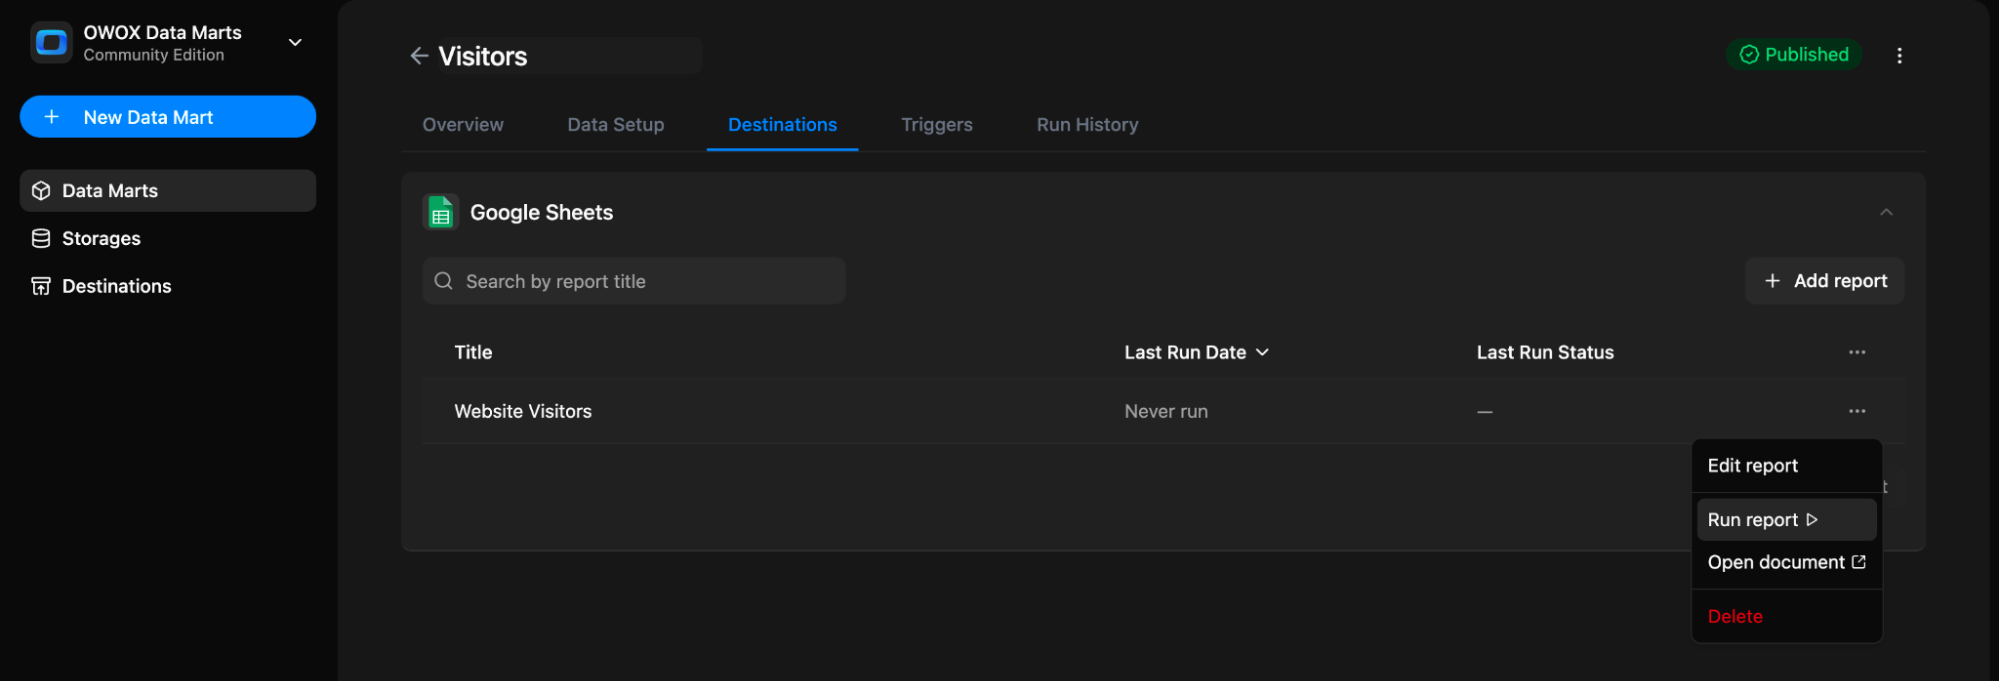 OWOX Data Marts
Community Edition
New Data Mart
Data Marts
Storages
Destinations
Visitors
Published
Overview
Data Setup
Destinations
Triggers
Run History
Google Sheets
Search by report title
Add report
Title
Last Run Date
Last Run Status
Website Visitors
Never run
—
Edit report
Run report
Open document
Delete